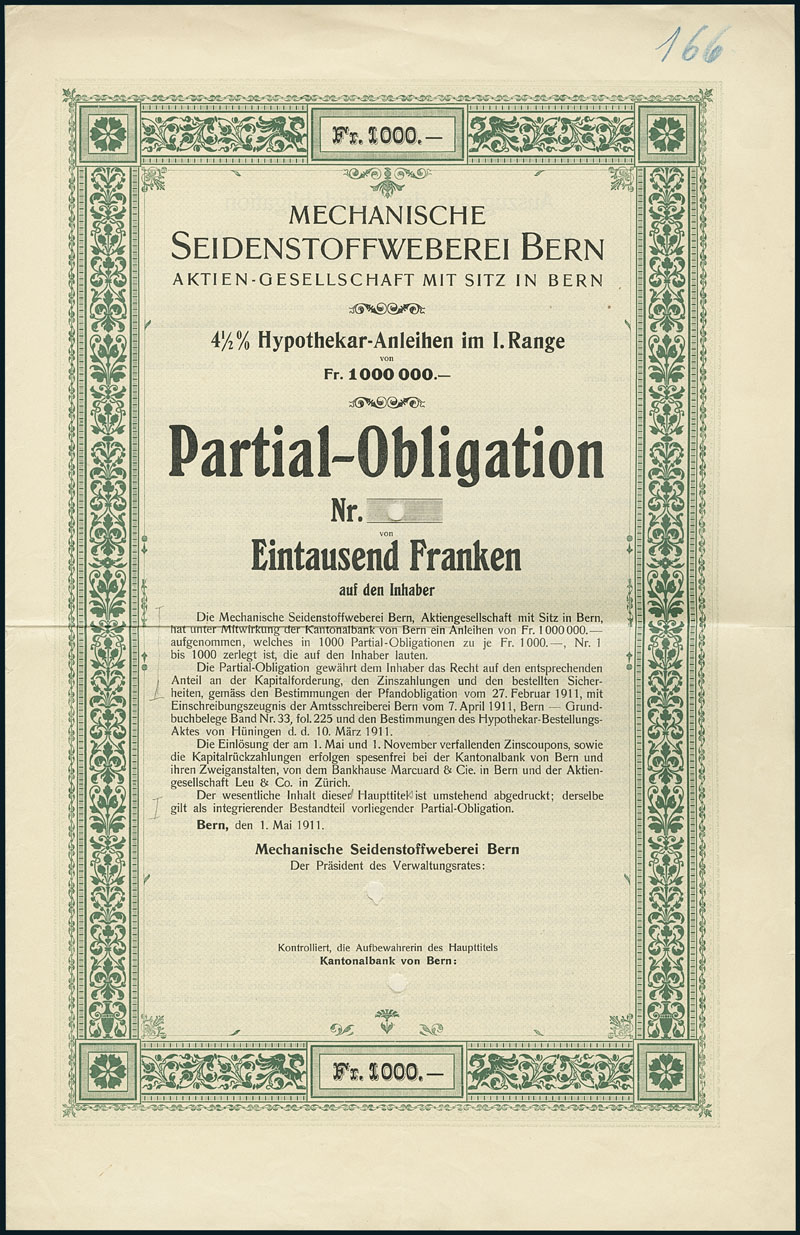 166
Fr. 1000.—
MECHANISCHE
SEIDENSTOFFWEBEREI BERN
AKTIEN-GESELLSCHAFT MIT SITZ IN BERN
4½% Hypothekar-Anleihen im I. Range
von
Fr. 1 000 000.—
Partial-Obligation
Nr.
von
Eintausend Franken
auf den Inhaber
Die Mechanische Seidenstoffweberei Bern, Aktiengesellschaft mit Sitz in Bern,
hat unter Mitwirkung der Kantonalbank von Bern ein Anleihen von Fr. 1 000 000.—
aufgenommen, welches in 1000 Partial-Obligationen zu je Fr. 1000.—, Nr. 1
bis 1000 zerlegt ist, die auf den Inhaber lauten.
Die Partial-Obligation gewährt dem Inhaber das Recht auf den entsprechenden
Anteil an der Kapitalforderung, den Zinszahlungen und den bestellten Sicher-
heiten, gemäss den Bestimmungen der Pfandobligation vom 27. Februar 1911, mit
Einschreibungszeugnis der Amtsschreiberei Bern vom 7. April 1911, Bern — Grund-
buchbelege Band Nr. 33, fol. 225 und den Bestimmungen des Hypothekar-Bestellungs-
Aktes von Hüningen d. d. 10. März 1911.
Die Einlösung der am 1. Mai und 1. November verfallenden Zinscoupons, sowie
die Kapitalrückzahlungen erfolgen spesenfrei bei der Kantonalbank von Bern und
ihren Zweiganstalten, von dem Bankhause Marcuard & Cie. in Bern und der Aktien-
gesellschaft Leu & Co. in Zürich.
Der wesentliche Inhalt dieser Haupttitel ist umstehend abgedruckt; derselbe
gilt als integrierender Bestandteil vorliegender Partial-Obligation.
Bern, den 1. Mai 1911.
Mechanische Seidenstoffweberei Bern
Der Präsident des Verwaltungsrates:
Kontrolliert, die Aufbewahrerin des Haupttitels
Kantonalbank von Bern:
Fr. 1000.—